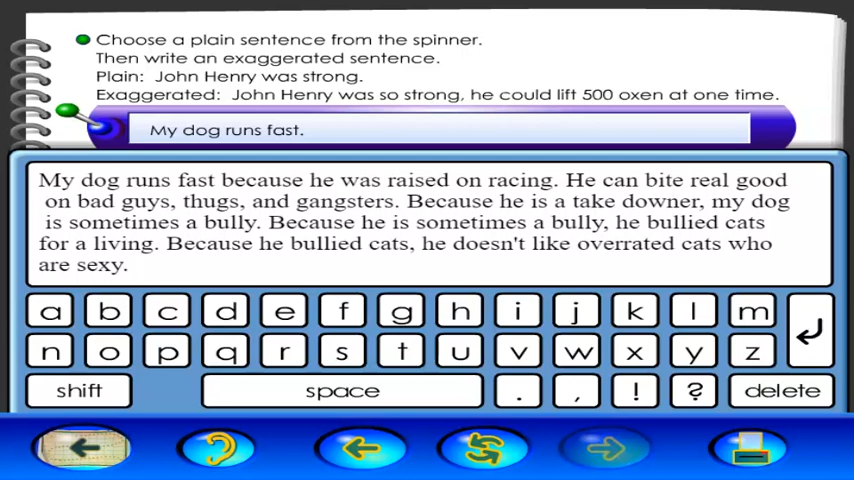 Choose a plain sentence from the spinner.
Then write an exaggerated sentence.
Plain: John Henry was strong.
Exaggerated: John Henry was so strong, he could lift 500 oxen at one time.
My dog runs fast.
My dog runs fast because he was raised on racing. He can bite real good
on bad guys, thugs, and gangsters. Because he is a take downer, my dog
is sometimes a bully. Because he is sometimes a bully, he bullied cats
for a living. Because he bullied cats, he doesn't like overrated cats who
are sexy.
a b c d e f g h i j k l m
n o p q r s t u v w x y z
shift space . , ! ? delete